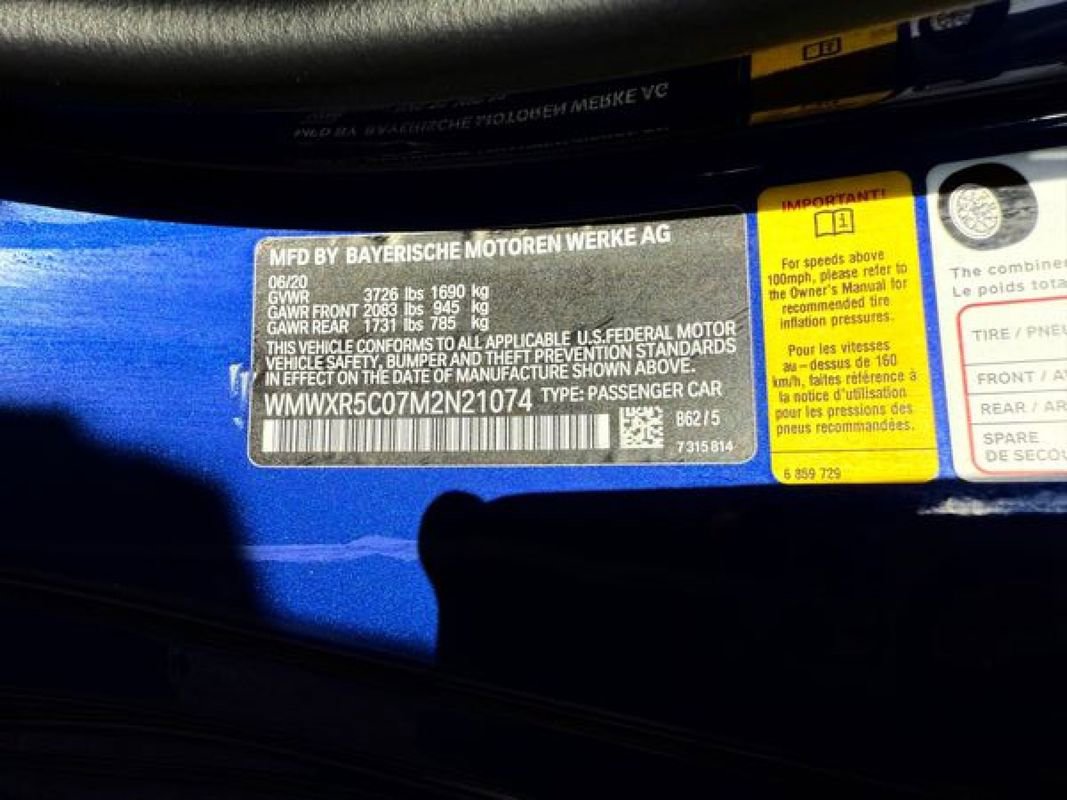 MFD BY BAYERISCHE MOTOREN WERKE AG
06/20
GVWR 3726 lbs 1690 kg
GAWR FRONT 2083 lbs 945 kg
GAWR REAR 1731 lbs 785 kg
THIS VEHICLE CONFORMS TO ALL APPLICABLE U.S.FEDERAL MOTOR
VEHICLE SAFETY, BUMPER AND THEFT PREVENTION STANDARDS
IN EFFECT ON THE DATE OF MANUFACTURE SHOWN ABOVE.
WMWXR5C07M2N21074 TYPE: PASSENGER CAR
B62/5
7315814
IMPORTANT!
For speeds above
100mph, please refer to
the Owner's Manual for
recommended tire
inflation pressures.
Pour les vitesses
au-dessus de 160
km/h, faites référence à
la notice d'utilisation
pour les pressions des
pneus recommandées.
6 859 729
The combine
Le poids tota
TIRE / PNEU
FRONT / A
REAR / AR
SPARE
DE SECOU